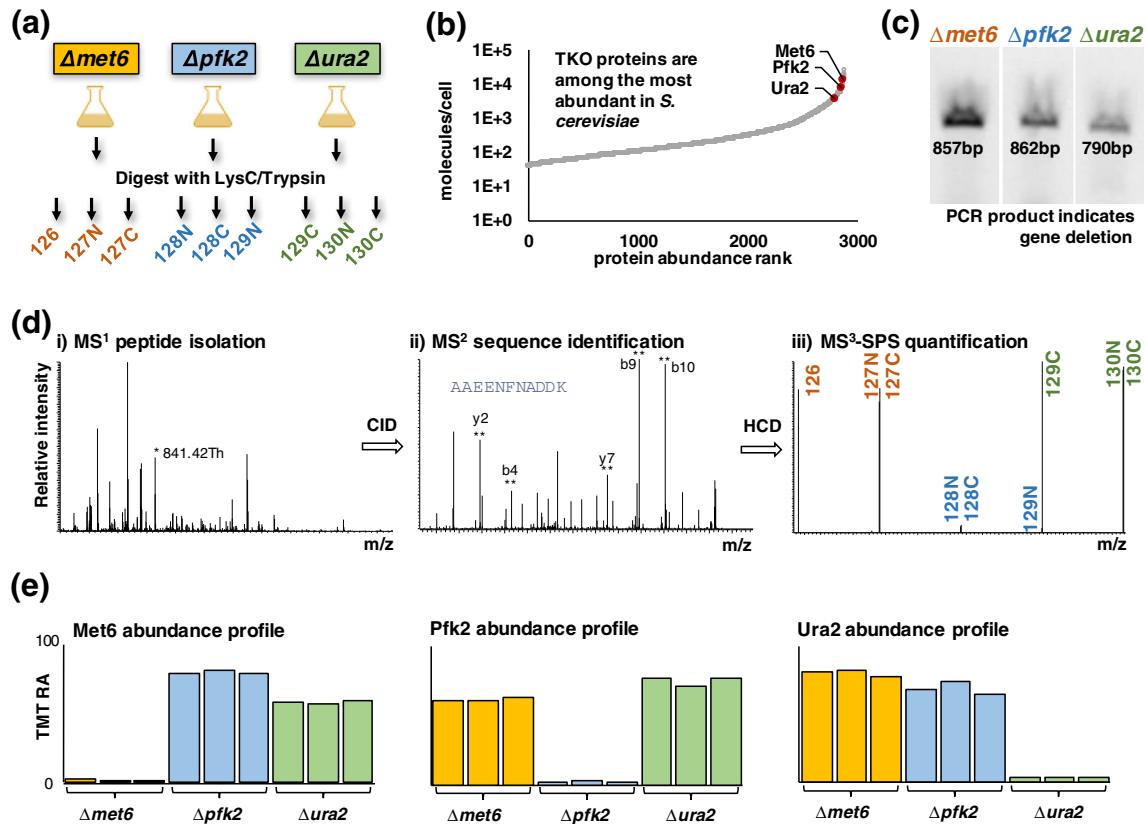 (a)
Δmet6 Δpfk2 Δura2
Digest with LysC/Trypsin
126 127N 127C 128N 128C 129N 129C 130N 130C
(b)
molecules/cell
1E+5
1E+4
1E+3
1E+2
1E+1
1E+0
TKO proteins are
among the most
abundant in S.
cerevisiae
Met6
Pfk2
Ura2
0 1000 2000 3000
protein abundance rank
(c)
Δmet6 Δpfk2 Δura2
857bp 862bp 790bp
PCR product indicates
gene deletion
(d)
i) MS¹ peptide isolation
Relative intensity
* 841.42Th
m/z
CID
ii) MS² sequence identification
AAEENFNADDK
y2
**
b4
**
y7
**
**
b9
**
b10
m/z
HCD
iii) MS³-SPS quantification
126
127N
127C
128N
128C
129N
129C
130N
130C
m/z
(e)
Met6 abundance profile
TMT RA
100
0
Δmet6 Δpfk2 Δura2
Pfk2 abundance profile
Δmet6 Δpfk2 Δura2
Ura2 abundance profile
Δmet6 Δpfk2 Δura2